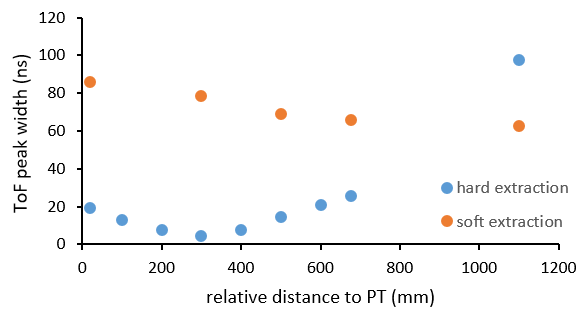 120
100
80
60
40
20
0
ToF peak width (ns)
hard extraction
soft extraction
0 200 400 600 800 1000 1200
relative distance to PT (mm)